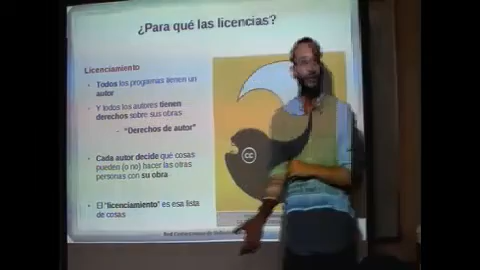 ¿Para qué las licencias?
Licenciamiento
Todos los programas tienen un
autor
Y todos los autores tienen
derechos sobre sus obras
"Derechos de autor"
Cada autor decide qué cosas
pueden (o no) hacer las otras
personas con su obra
El "licenciamiento" es esa lista
de cosas
cc